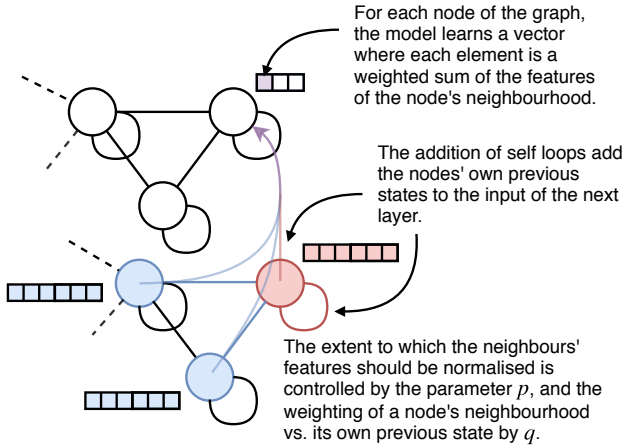 For each node of the graph,
the model learns a vector
where each element is a
weighted sum of the features
of the node's neighbourhood.
The addition of self loops add
the nodes' own previous
states to the input of the next
layer.
The extent to which the neighbours'
features should be normalised is
controlled by the parameter p, and the
weighting of a node's neighbourhood
vs. its own previous state by q.